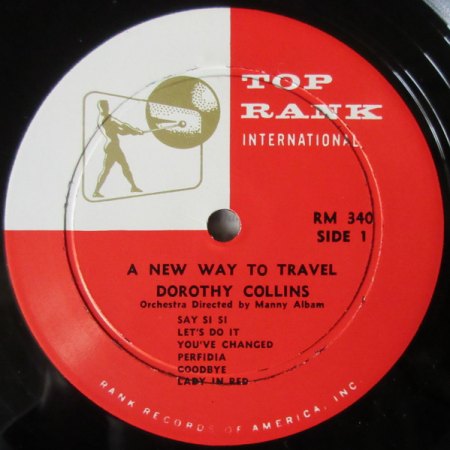 TOP
RANK
INTERNATIONAL
RM 340
SIDE 1
A NEW WAY TO TRAVEL
DOROTHY COLLINS
Orchestra Directed by Manny Albam
SAY SI SI
LET'S DO IT
YOU'VE CHANGED
PERFIDIA
GOODBYE
LADY IN RED
RANK RECORDS OF AMERICA, INC.